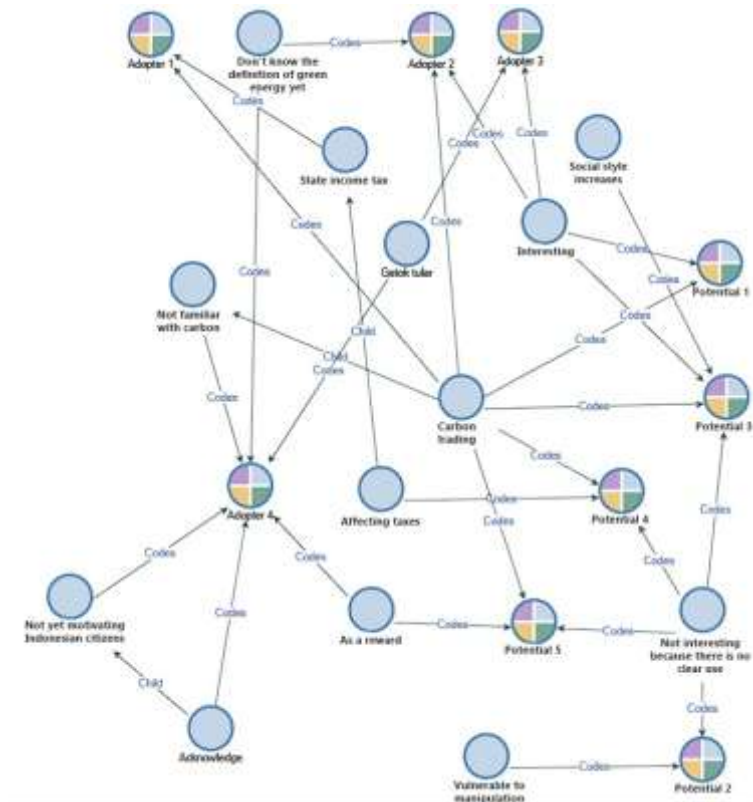 Adopter 1
Don't know the
definition of green
energy yet
Codes
Adopter 2
Adopter 3
Codes
Codes
Codes
Codes
State income tax
Social style
increases
Codes
Codes
Interesting
Codes
Getok tular
Codes
Codes
Potential 1
Not familiar
with carbon
Child
Codes
Codes
Child
Codes
Codes
Carbon
trading
Codes
Potential 3
Codes
Adopter 4
Affecting taxes
Codes
Codes
Potential 4
Codes
Codes
Codes
Codes
Not yet motivating
Indonesian citizens
Codes
As a reward
Codes
Potential 5
Codes
Not interesting
because there is no
clear use
Child
Codes
Acknowledge
Vulnerable to
manipulation
Codes
Potential 2